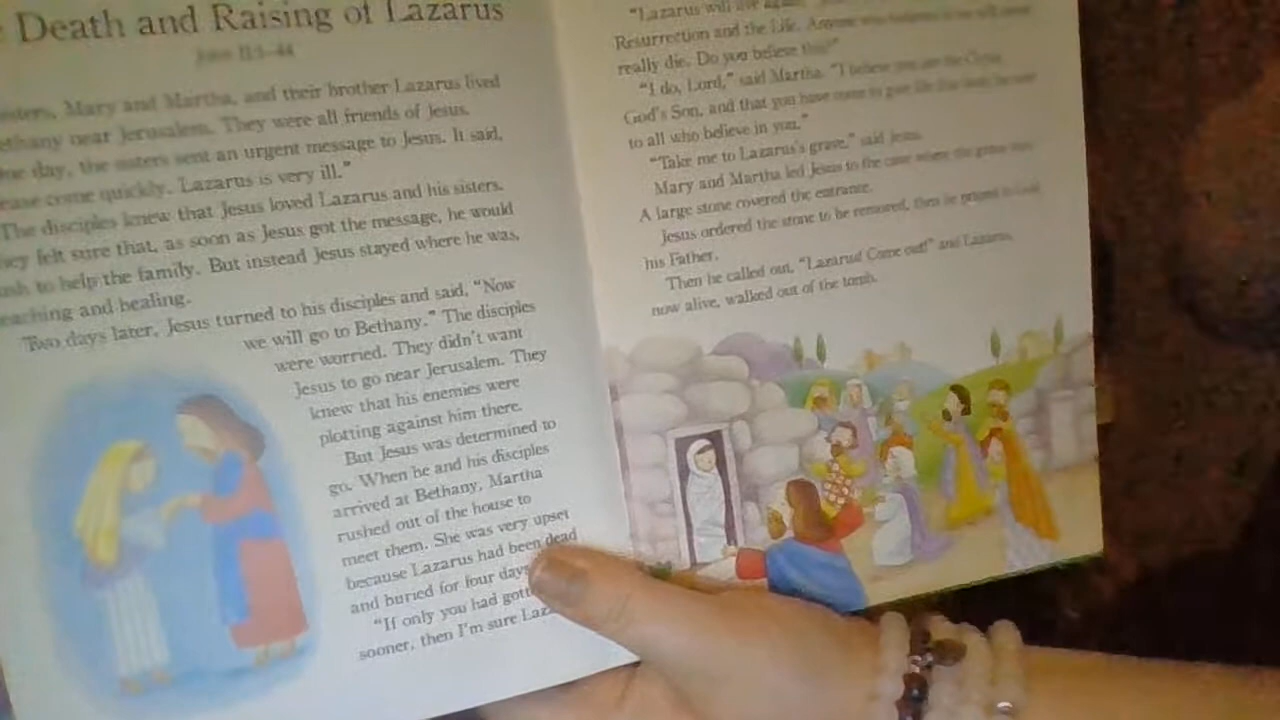 Death and Raising of Lazarus
John 11:1–44
Mary and Martha, and their brother Lazarus lived
near Jerusalem. They were all friends of Jesus.
day, the sisters sent an urgent message to Jesus. It said,
come quickly. Lazarus is very ill."
The disciples knew that Jesus loved Lazarus and his sisters.
They felt sure that, as soon as Jesus got the message, he would
to help the family. But instead Jesus stayed where he was,
and healing.
Two days later, Jesus turned to his disciples and said, "Now
we will go to Bethany." The disciples
were worried. They didn't want
Jesus to go near Jerusalem. They
knew that his enemies were
plotting against him there.
But Jesus was determined to
go. When he and his disciples
arrived at Bethany, Martha
rushed out of the house to
meet them. She was very upset
because Lazarus had been dead
and buried for four days
"If only you had
sooner, then I'm sure
"Lazarus will live again
Resurrection and the Life. Anyone
really die. Do you believe this?"
"I do, Lord," said Martha. "I believe you are the Christ,
God's Son, and that you have come to give life
to all who believe in you."
"Take me to Lazarus's grave," said Jesus.
Mary and Martha led Jesus to the cave where the grave was.
A large stone covered the entrance.
Jesus ordered the stone to be removed, then he prayed to God,
his Father.
Then he called out, "Lazarus! Come out!" and Lazarus,
now alive, walked out of the tomb.